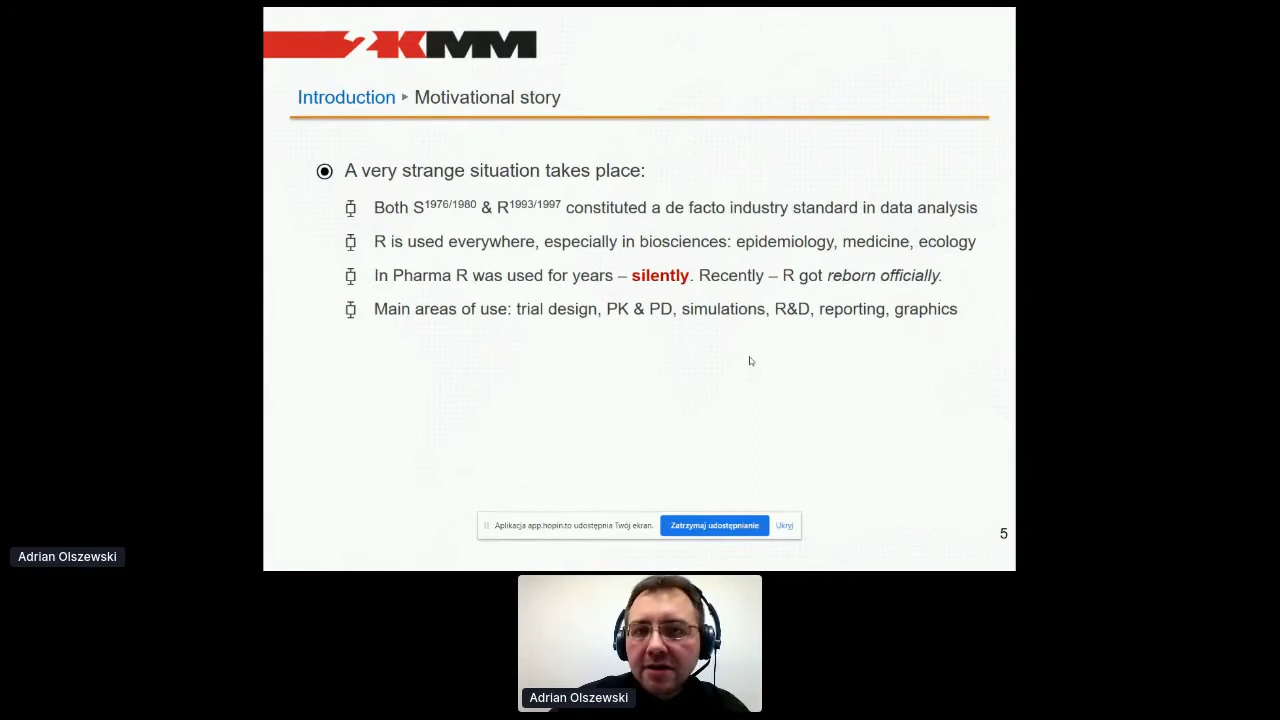 2KMM
Introduction ▸ Motivational story
A very strange situation takes place:
Both S1976/1980 & R1993/1997 constituted a de facto industry standard in data analysis
R is used everywhere, especially in biosciences: epidemiology, medicine, ecology
In Pharma R was used for years – silently. Recently – R got reborn officially.
Main areas of use: trial design, PK & PD, simulations, R&D, reporting, graphics
Aplikacja app.hopin.to udostępnia Twój ekran. Zatrzymaj udostępnianie Ukryj
5
Adrian Olszewski
Adrian Olszewski